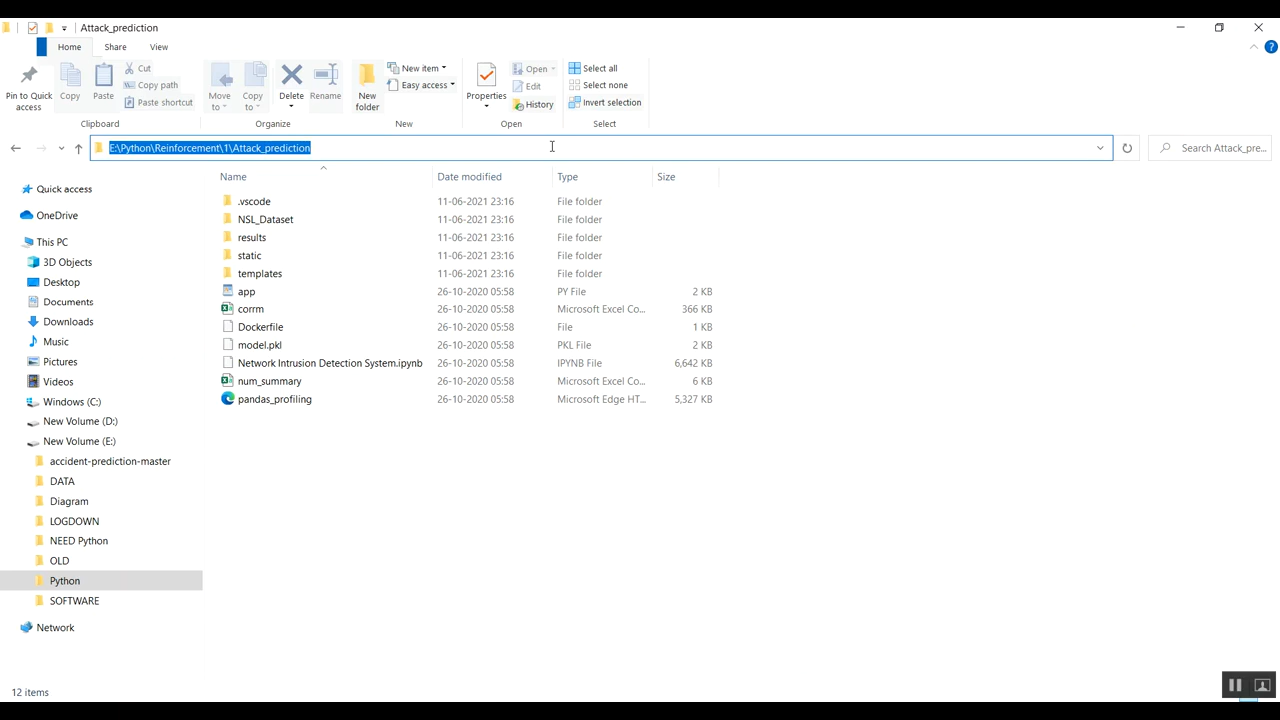 Attack_prediction
Home Share View
Pin to Quick access
Copy
Paste
Cut
Copy path
Paste shortcut
Clipboard
Move to
Copy to
Delete
Rename
Organize
New folder
New item
Easy access
New
Properties
Open
Edit
History
Open
Select all
Select none
Invert selection
Select
E:\Python\Reinforcement\1\Attack_prediction
Search Attack_pre...
Quick access
OneDrive
This PC
3D Objects
Desktop
Documents
Downloads
Music
Pictures
Videos
Windows (C:)
New Volume (D:)
New Volume (E:)
accident-prediction-master
DATA
Diagram
LOGDOWN
NEED Python
OLD
Python
SOFTWARE
Network
Name Date modified Type Size
.vscode 11-06-2021 23:16 File folder
NSL_Dataset 11-06-2021 23:16 File folder
results 11-06-2021 23:16 File folder
static 11-06-2021 23:16 File folder
templates 11-06-2021 23:16 File folder
app 26-10-2020 05:58 PY File 2 KB
corrm 26-10-2020 05:58 Microsoft Excel Co... 366 KB
Dockerfile 26-10-2020 05:58 File 1 KB
model.pkl 26-10-2020 05:58 PKL File 2 KB
Network Intrusion Detection System.ipynb 26-10-2020 05:58 IPYNB File 6,642 KB
num_summary 26-10-2020 05:58 Microsoft Excel Co... 6 KB
pandas_profiling 26-10-2020 05:58 Microsoft Edge HT... 5,327 KB
12 items